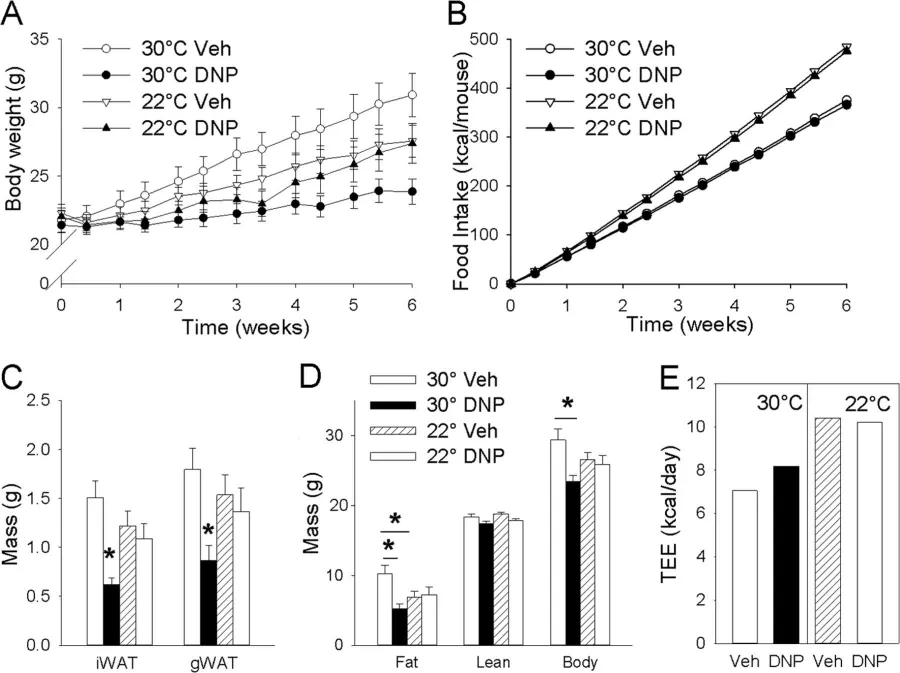 A
35
30
25
20
0
Body weight (g)
30°C Veh
30°C DNP
22°C Veh
22°C DNP
0 1 2 3 4 5 6
Time (weeks)
B
500
400
300
200
100
0
Food Intake (kcal/mouse)
30°C Veh
30°C DNP
22°C Veh
22°C DNP
0 1 2 3 4 5 6
Time (weeks)
C
2.5
2.0
1.5
1.0
0.5
0.0
Mass (g)
* *
iWAT gWAT
D
30° Veh
30° DNP
22° Veh
22° DNP
30
20
10
0
Mass (g)
*
*
*
Fat Lean Body
E
12
10
8
6
4
2
0
TEE (kcal/day)
30°C 22°C
Veh DNP Veh DNP